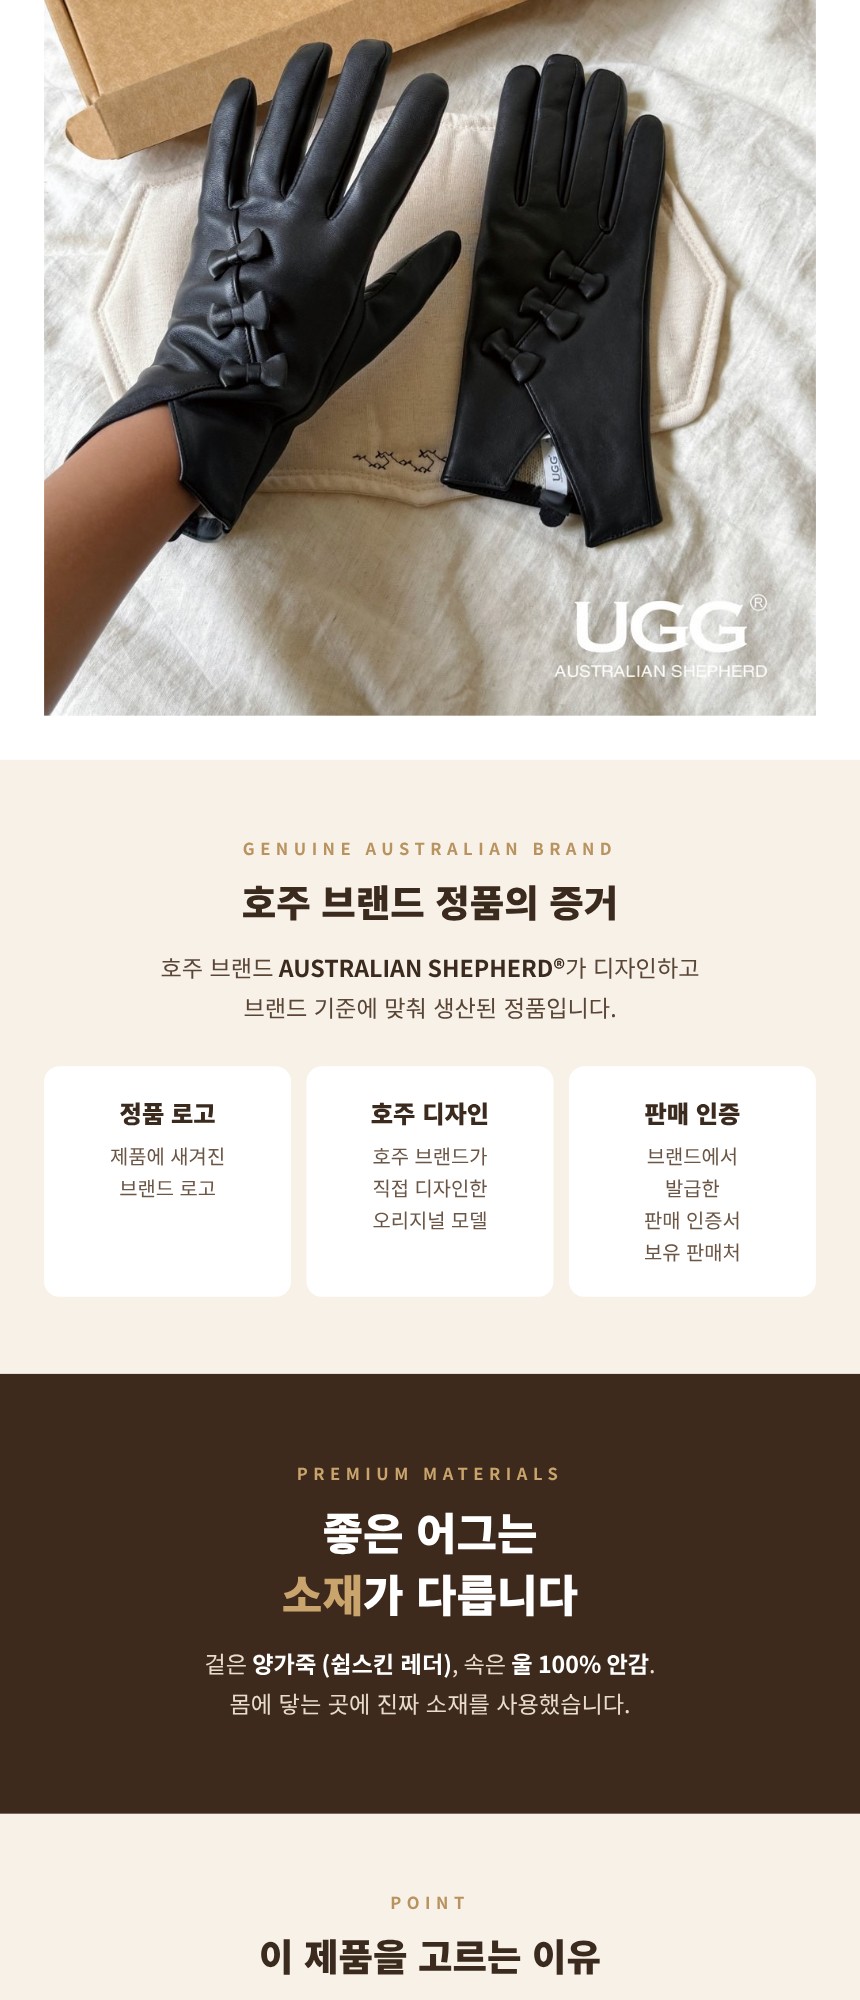 UGG
UGG®
AUSTRALIAN SHEPHERD
GENUINE AUSTRALIAN BRAND
호주 브랜드 정품의 증거
호주 브랜드 AUSTRALIAN SHEPHERD®가 디자인하고
브랜드 기준에 맞춰 생산된 정품입니다.
정품 로고
제품에 새겨진
브랜드 로고
호주 디자인
호주 브랜드가
직접 디자인한
오리지널 모델
판매 인증
브랜드에서
발급한
판매 인증서
보유 판매처
PREMIUM MATERIALS
좋은 어그는
소재가 다릅니다
겉은 양가죽 (쉽스킨 레더), 속은 울 100% 안감.
몸에 닿는 곳에 진짜 소재를 사용했습니다.
POINT
이 제품을 고르는 이유